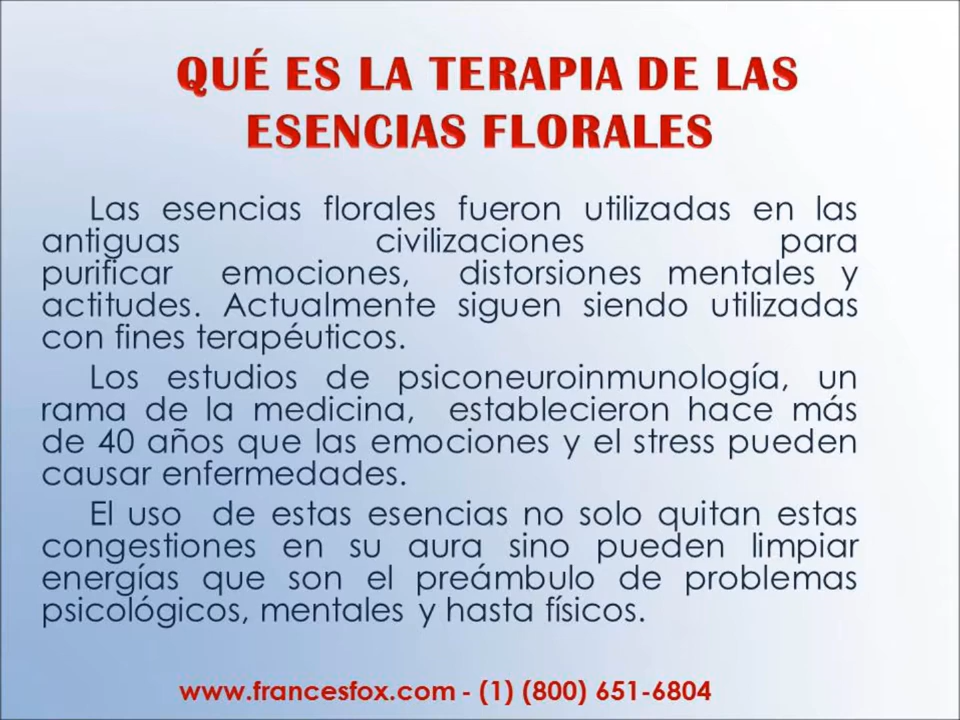 QUÉ ES LA TERAPIA DE LAS
ESENCIAS FLORALES
Las esencias florales fueron utilizadas en las
antiguas civilizaciones para
purificar emociones, distorsiones mentales y
actitudes. Actualmente siguen siendo utilizadas
con fines terapéuticos.
Los estudios de psiconeuroinmunología, un
rama de la medicina, establecieron hace más
de 40 años que las emociones y el stress pueden
causar enfermedades.
El uso de estas esencias no solo quitan estas
congestiones en su aura sino pueden limpiar
energías que son el preámbulo de problemas
psicológicos, mentales y hasta físicos.
www.francesfox.com - (1) (800) 651-6804